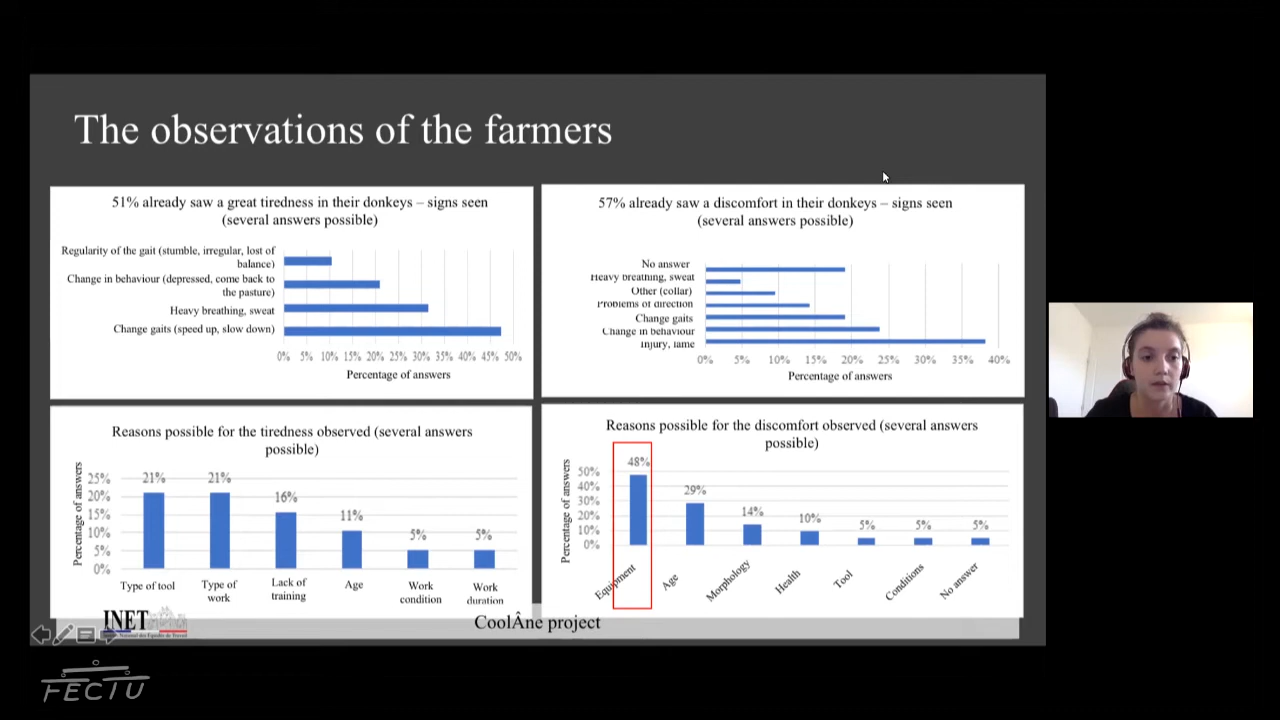 The observations of the farmers
51% already saw a great tiredness in their donkeys – signs seen
(several answers possible)
Regularity of the gait (stumble, irregular, lost of
balance)
Change in behaviour (depressed, come back to
the pasture)
Heavy breathing, sweat
Change gaits (speed up, slow down)
0% 5% 10% 15% 20% 25% 30% 35% 40% 45% 50%
Percentage of answers
57% already saw a discomfort in their donkeys – signs seen
(several answers possible)
No answer
Heavy breathing, sweat
Other (collar)
Problems of direction
Change gaits
Change in behaviour
Injury, lame
0% 5% 10% 15% 20% 25% 30% 35% 40%
Percentage of answers
Reasons possible for the tiredness observed (several answers
possible)
Percentage of answers
25%
20%
15%
10%
5%
0%
21% 21% 16% 11% 5% 5%
Type of tool
Type of
work
Lack of
training
Age
Work
condition
Work
duration
Reasons possible for the discomfort observed (several answers
possible)
Percentage of answers
50%
40%
30%
20%
10%
0%
48% 29% 14% 10% 5% 5% 5%
Equipment
Age
Morphology
Health
Tool
Conditions
No answer
INET
CoolÂne project
FECTU